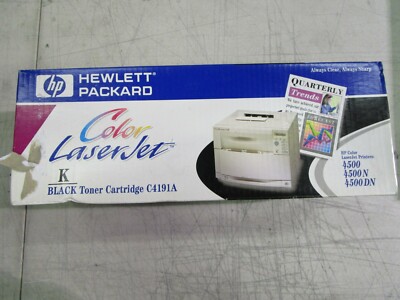 hp
HEWLETT®
PACKARD
Always Clear, Always Sharp.
QUARTERLY
Trends
Color
LaserJet™
K
BLACK Toner Cartridge C4191A
HP Color
LaserJet Printers
4500
4500N
4500DN